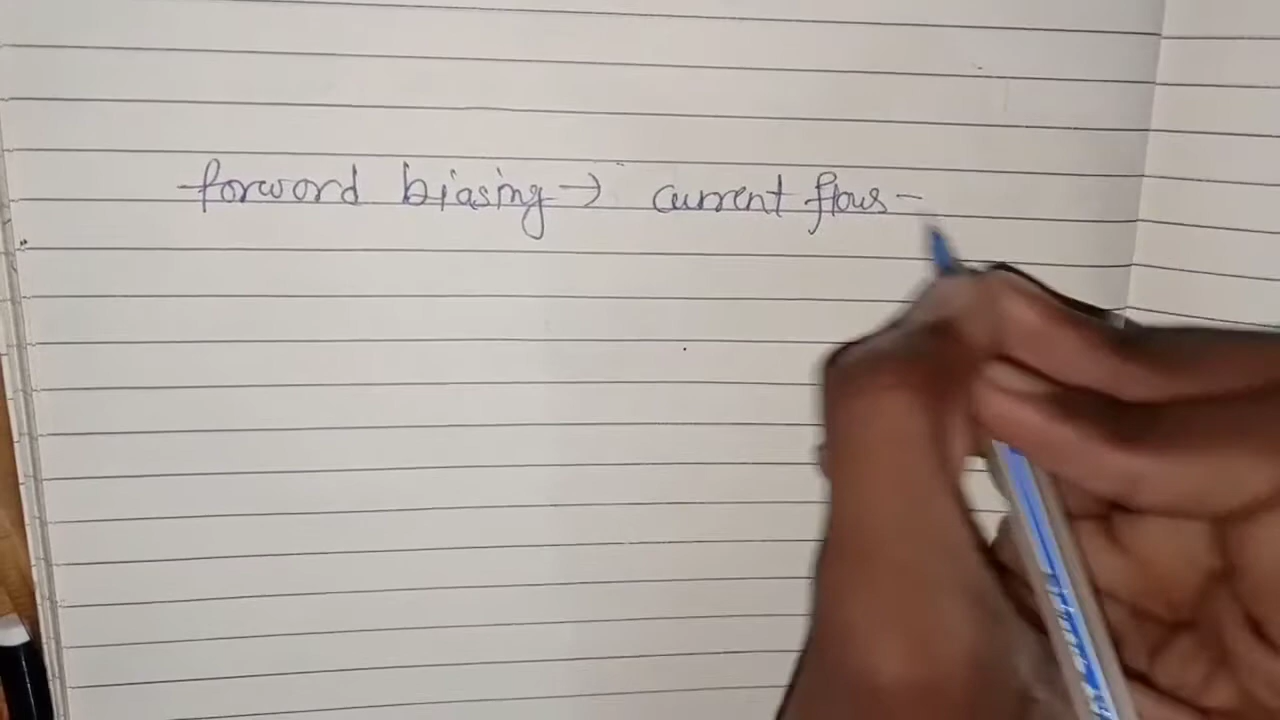 forword biasing → current flows -